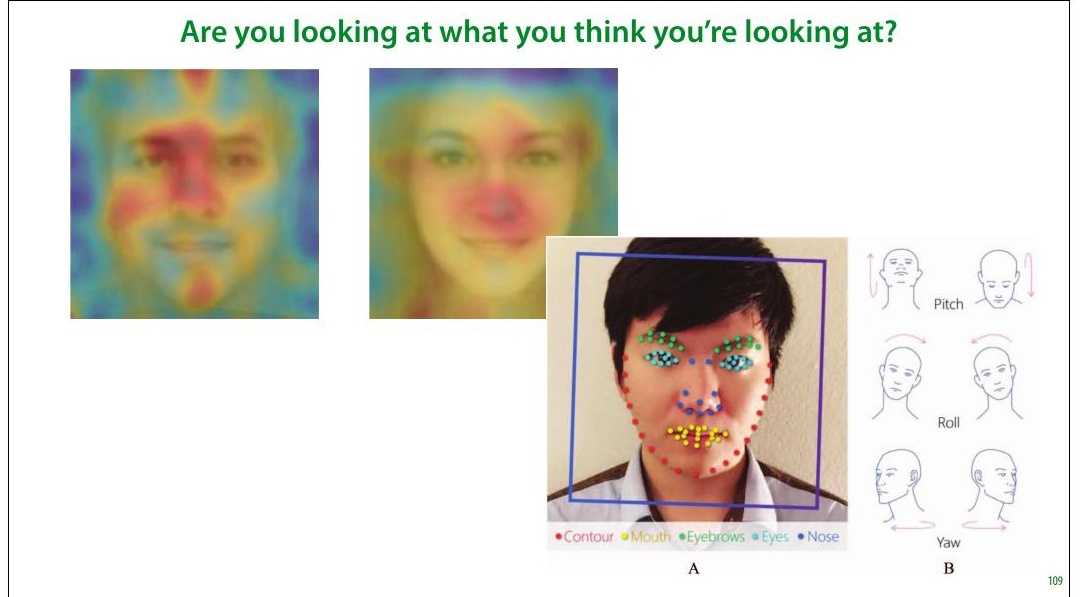 Are you looking at what you think you're looking at?
Pitch
Roll
•Contour •Mouth •Eyebrows •Eyes •Nose
Yaw
A
B
109